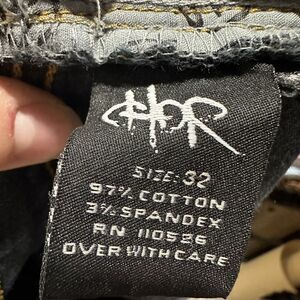 SIZE: 32
97% COTTON
3% SPANDEX
RN 110526
OVER WITH CARE